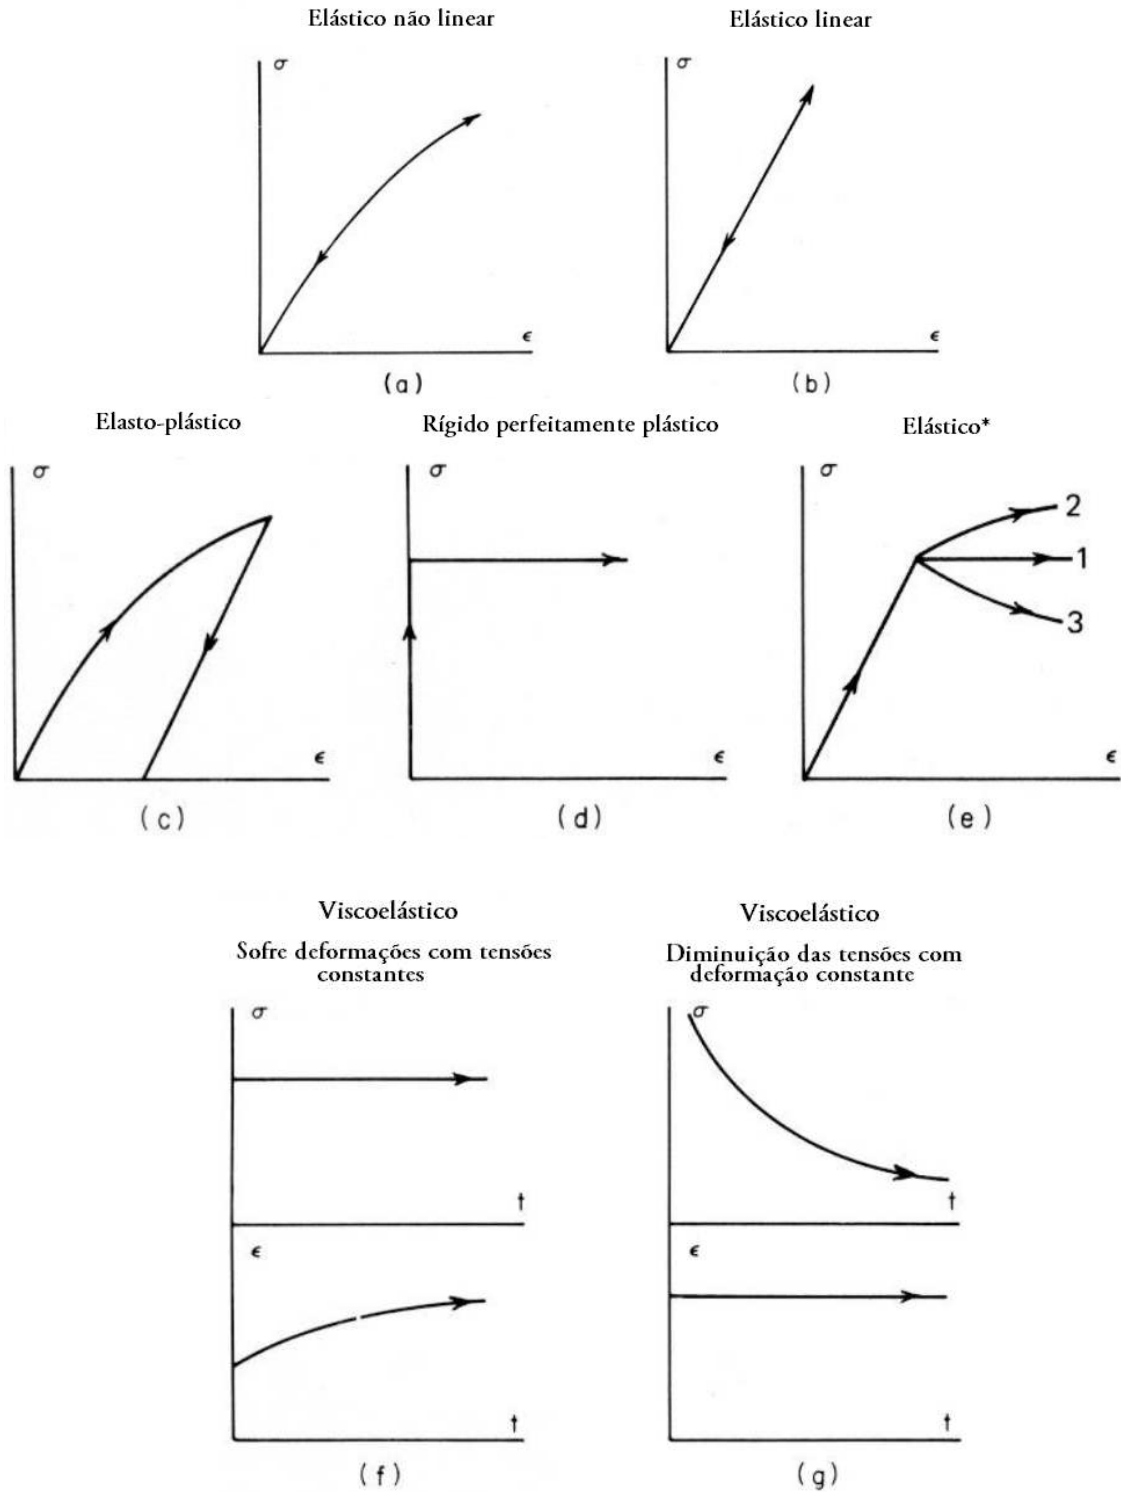 Elástico não linear
Elástico linear
σ
σ
ϵ
ϵ
(a)
(b)
Elasto-plástico
Rígido perfeitamente plástico
Elástico*
σ
σ
σ
2
1
3
ϵ
ϵ
ϵ
(c)
(d)
(e)
Viscoelástico
Viscoelástico
Sofre deformações com tensões
constantes
Diminuição das tensões com
deformação constante
σ
σ
t
t
ϵ
ϵ
t
t
(f)
(g)